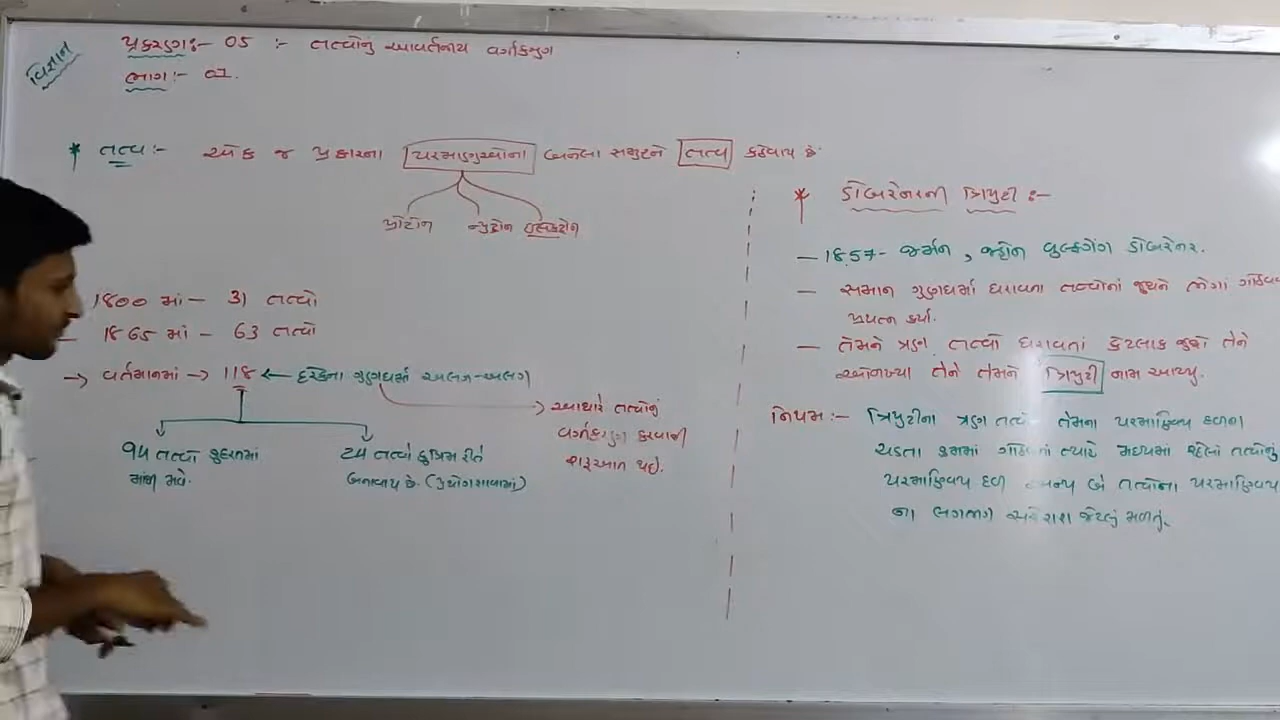 વિજ્ઞાન
પ્રકરણ:- 05 :- તત્વોનું આવર્તનીય વર્ગીકરણ
ભાગ:- 01.
* તત્વ:- એક જ પ્રકારના પરમાણુઓના બનેલા સમુહને તત્વ કહેવાય છે.
પ્રોટોન ન્યુટ્રોન ઇલેક્ટ્રોન
1800 માં - 31 તત્વો
- 1865 માં - 63 તત્વો
→ વર્તમાનમાં → 118 ← દરેકના ગુણધર્મો અલગ-અલગ
→ આધારે તત્વોનું
વર્ગીકરણ કરવાની
શરૂઆત થઇ.
94 તત્વો કુદરતમાં
માંથી મળે.
24 તત્વો કૃત્રિમ રીતે
બનાવાય છે. (પ્રયોગશાળામાં)
* ડોબરેનરની ત્રિપુટી :-
- 1857 - જર્મન , જ્હોન વુલ્ફગેંગ ડોબરેનર.
- સમાન ગુણધર્મો ધરાવતા તત્વોનાં જુથને ભેગાં
પ્રયત્ન કર્યા.
- તેમને ત્રણ તત્વો ધરાવતાં કેટલાક જુથો તેને
ઓળખ્યા તેને તેમને ત્રિપુટી નામ આપ્યુ.
નિયમ:- ત્રિપુટીના ત્રણ તત્વો તેમના પરમાણ્વિય દળના
ચડતા ક્રમમાં ગોઠવતાં ત્યારે મધ્યમાં રહેલાં તત્વોનું
પરમાણ્વિય દળ અન્ય બે તત્વોના પરમાણ્વિય
ના લગભગ સરેરાશ જેટલું મળતું.